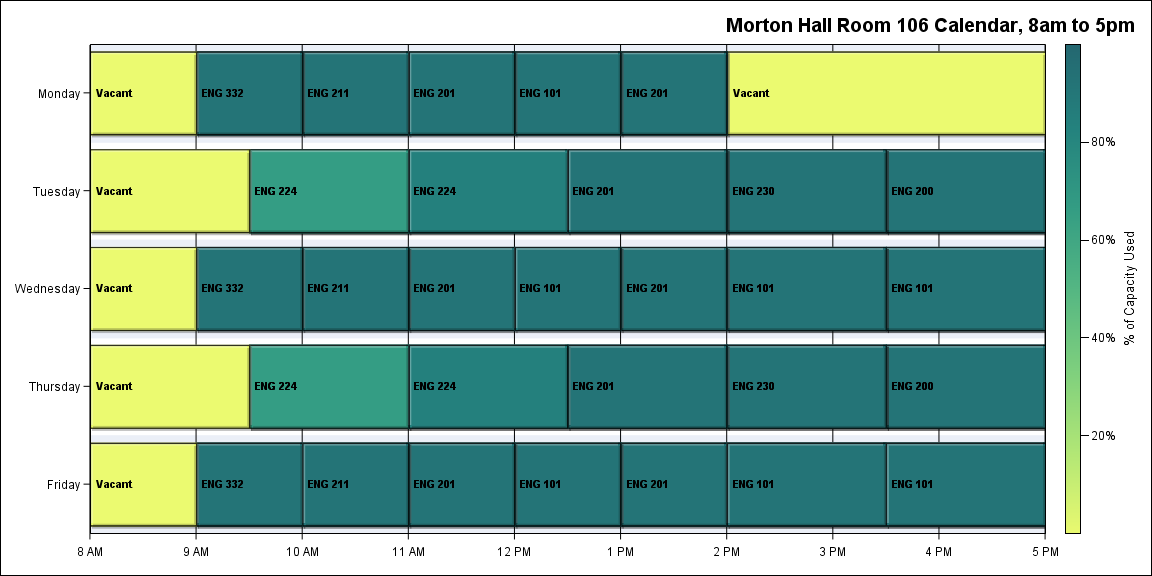 Morton Hall Room 106 Calendar, 8am to 5pm
Monday
Vacant
ENG 332
ENG 211
ENG 201
ENG 101
ENG 201
Vacant
Tuesday
Vacant
ENG 224
ENG 224
ENG 201
ENG 230
ENG 200
Wednesday
Vacant
ENG 332
ENG 211
ENG 201
ENG 101
ENG 201
ENG 101
ENG 101
Thursday
Vacant
ENG 224
ENG 224
ENG 201
ENG 230
ENG 200
Friday
Vacant
ENG 332
ENG 211
ENG 201
ENG 101
ENG 201
ENG 101
ENG 101
8 AM
9 AM
10 AM
11 AM
12 PM
1 PM
2 PM
3 PM
4 PM
5 PM
80%
60%
40%
20%
% of Capacity Used